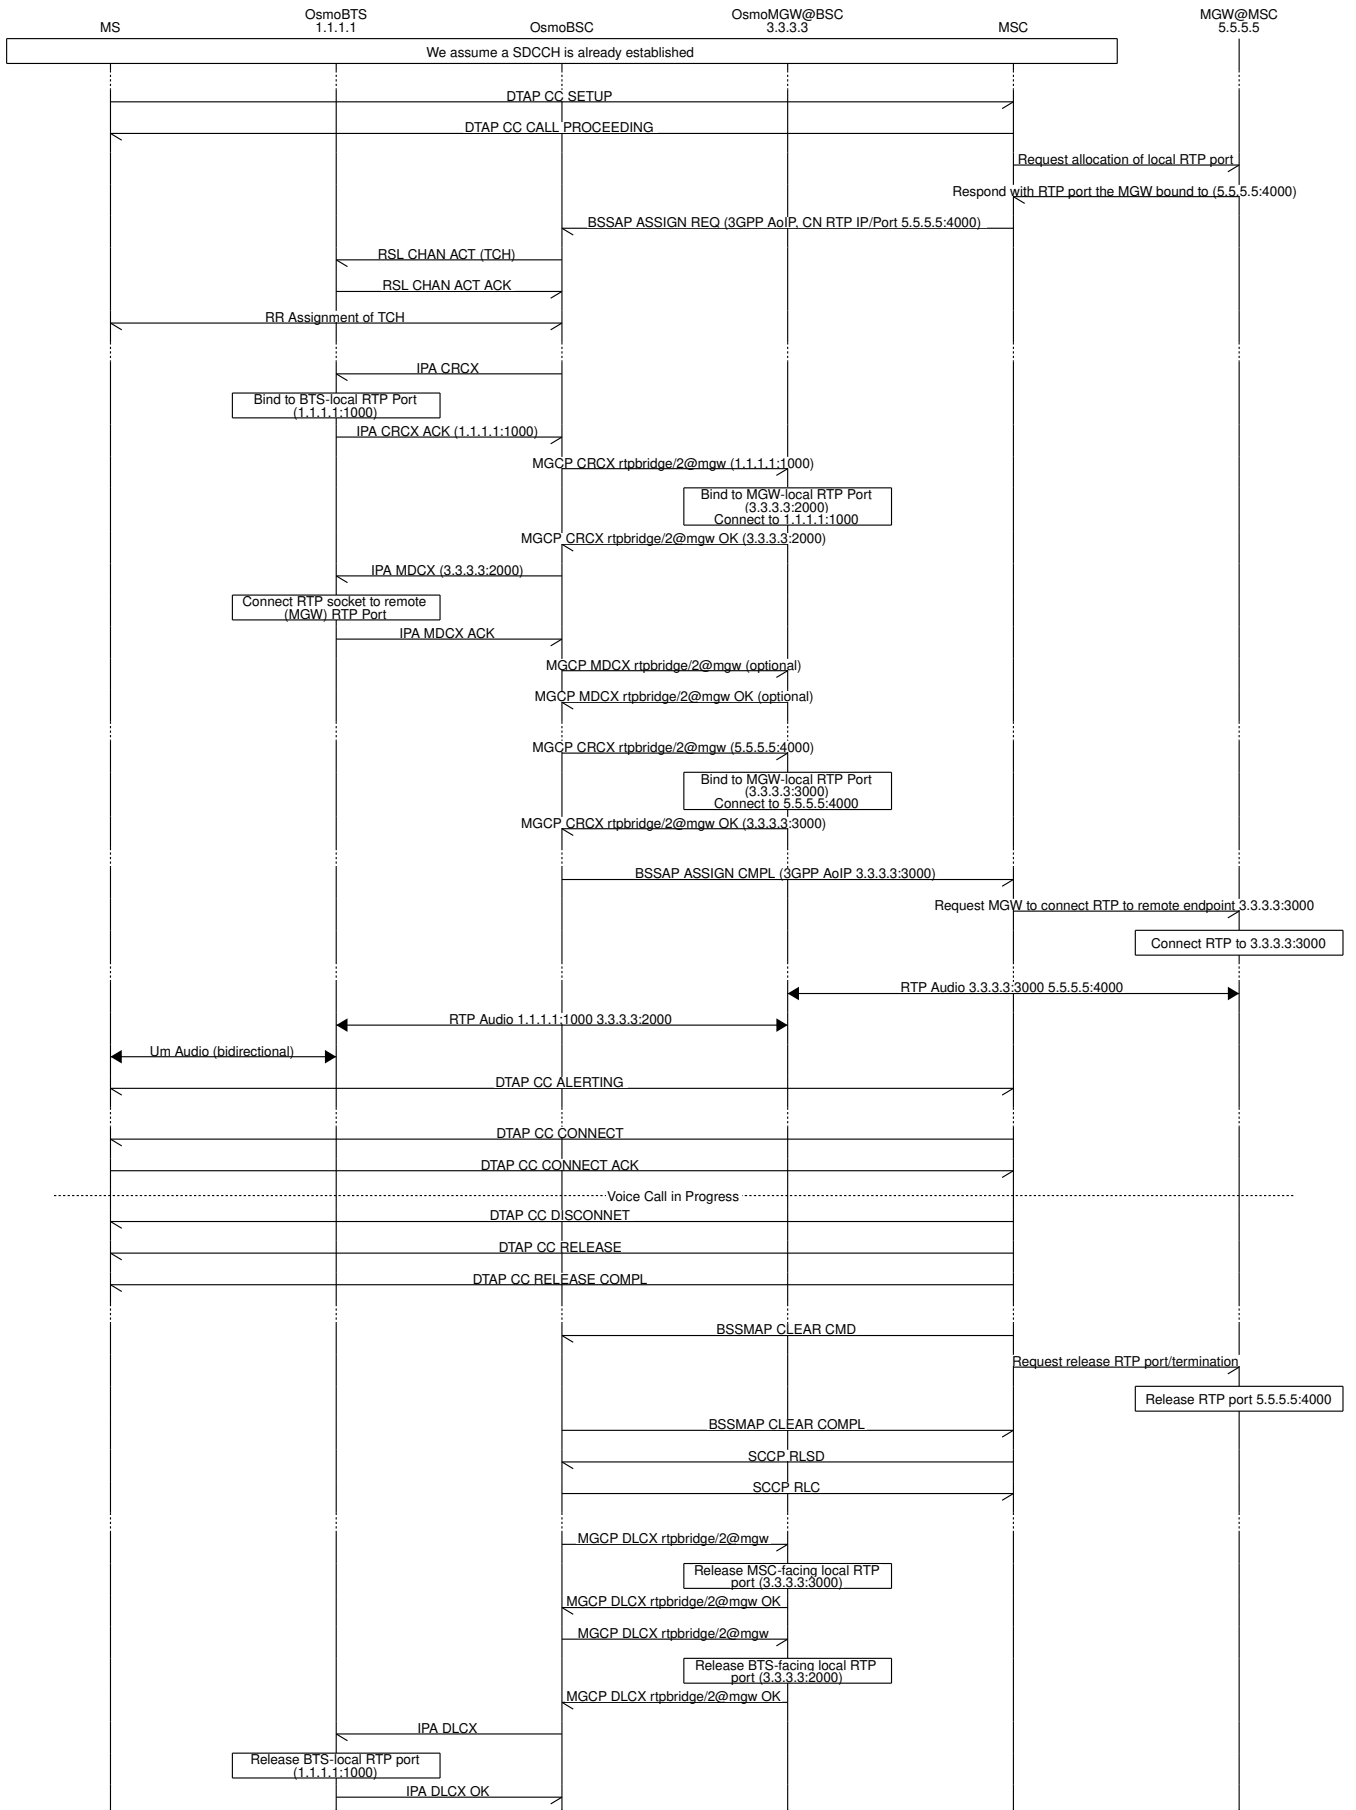 OsmoBTS
OsmoMGW@BSC
MGW@MSC
MS
1.1.1.1
OsmoBSC
3.3.3.3
MSC
5.5.5.5
We assume a SDCCH is already established
DTAP CC SETUP
DTAP CC CALL PROCEEDING
Request allocation of local RTP port
Respond with RTP port the MGW bound to (5.5.5.5:4000)
BSSAP ASSIGN REQ (3GPP AoIP, CN RTP IP/Port 5.5.5.5:4000)
RSL CHAN ACT (TCH)
RSL CHAN ACT ACK
RR Assignment of TCH
IPA CRCX
Bind to BTS-local RTP Port
(1.1.1.1:1000)
IPA CRCX ACK (1.1.1.1:1000)
MGCP CRCX rtpbridge/2@mgw (1.1.1.1:1000)
Bind to MGW-local RTP Port
(3.3.3.3:2000)
Connect to 1.1.1.1:1000
MGCP CRCX rtpbridge/2@mgw OK (3.3.3.3:2000)
IPA MDCX (3.3.3.3:2000)
Connect RTP socket to remote
(MGW) RTP Port
IPA MDCX ACK
MGCP MDCX rtpbridge/2@mgw (optional)
MGCP MDCX rtpbridge/2@mgw OK (optional)
MGCP CRCX rtpbridge/2@mgw (5.5.5.5:4000)
Bind to MGW-local RTP Port
(3.3.3.3:3000)
Connect to 5.5.5.5:4000
MGCP CRCX rtpbridge/2@mgw OK (3.3.3.3:3000)
BSSAP ASSIGN CMPL (3GPP AoIP 3.3.3.3:3000)
Request MGW to connect RTP to remote endpoint 3.3.3.3:3000
Connect RTP to 3.3.3.3:3000
RTP Audio 3.3.3.3:3000 5.5.5.5:4000
RTP Audio 1.1.1.1:1000 3.3.3.3:2000
Um Audio (bidirectional)
DTAP CC ALERTING
DTAP CC CONNECT
DTAP CC CONNECT ACK
Voice Call in Progress
DTAP CC DISCONNET
DTAP CC RELEASE
DTAP CC RELEASE COMPL
BSSMAP CLEAR CMD
Request release RTP port/termination
Release RTP port 5.5.5.5:4000
BSSMAP CLEAR COMPL
SCCP RLSD
SCCP RLC
MGCP DLCX rtpbridge/2@mgw
Release MSC-facing local RTP
port (3.3.3.3:3000)
MGCP DLCX rtpbridge/2@mgw OK
MGCP DLCX rtpbridge/2@mgw
Release BTS-facing local RTP
port (3.3.3.3:2000)
MGCP DLCX rtpbridge/2@mgw OK
IPA DLCX
Release BTS-local RTP port
(1.1.1.1:1000)
IPA DLCX OK